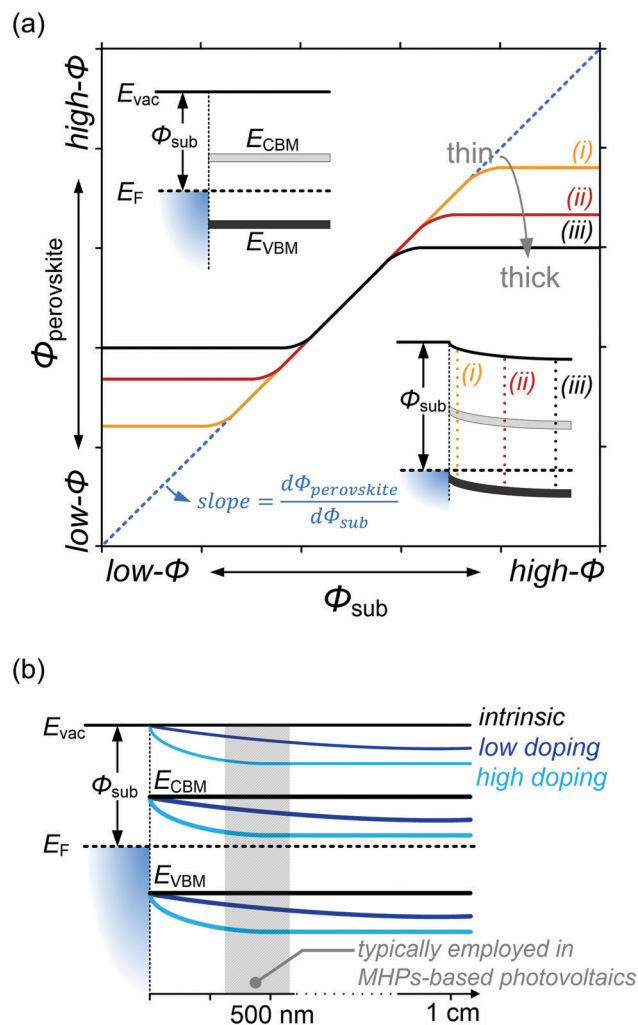 (a)
high-Φ
Φperovskite
low-Φ
Evac
Φsub
ECBM
EF
EVBM
thin
(i)
(ii)
(iii)
thick
Φsub
(i)
(ii)
(iii)
slope = dΦperovskite
dΦsub
low-Φ
high-Φ
Φsub
(b)
Evac
intrinsic
low doping
Φsub
high doping
ECBM
EF
EVBM
typically employed in
MHPs-based photovoltaics
500 nm
1 cm